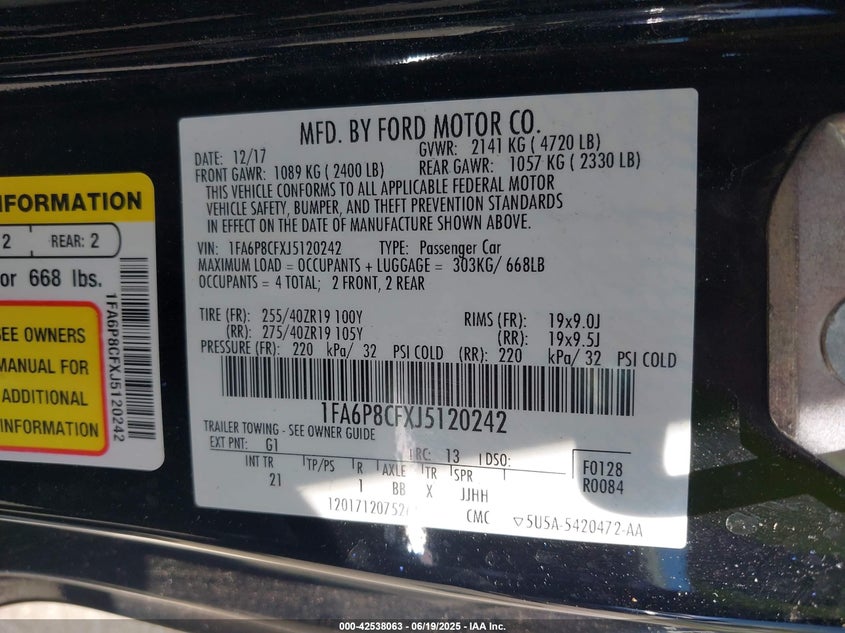 NFORMATION
2 REAR: 2
or 668 lbs.
SEE OWNERS
MANUAL FOR
ADDITIONAL
INFORMATION
1FA6P8CFXJ5120242
MFD. BY FORD MOTOR CO.
DATE: 12/17 GVWR: 2141 KG ( 4720 LB)
FRONT GAWR: 1089 KG ( 2400 LB) REAR GAWR: 1057 KG ( 2330 LB)
THIS VEHICLE CONFORMS TO ALL APPLICABLE FEDERAL MOTOR
VEHICLE SAFETY, BUMPER, AND THEFT PREVENTION STANDARDS
IN EFFECT ON THE DATE OF MANUFACTURE SHOWN ABOVE.
VIN: 1FA6P8CFXJ5120242 TYPE: Passenger Car
MAXIMUM LOAD = OCCUPANTS + LUGGAGE = 303KG/ 668LB
OCCUPANTS = 4 TOTAL; 2 FRONT, 2 REAR
TIRE (FR): 255/40ZR19 100Y RIMS (FR): 19x9.0J
(RR): 275/40ZR19 105Y (RR): 19x9.5J
PRESSURE (FR): 220 kPa/ 32 PSI COLD (RR): 220 kPa/ 32 PSI COLD
1FA6P8CFXJ5120242
TRAILER TOWING - SEE OWNER GUIDE
EXT PNT: G1 RC: 13 DSO:
INT TR TP/PS R AXLE TR SPR F0128
21 1 BB X JJHH R0084
CMC ▽5U5A-5420472-AA
000-42538063 - 06/19/2025 - IAA Inc.